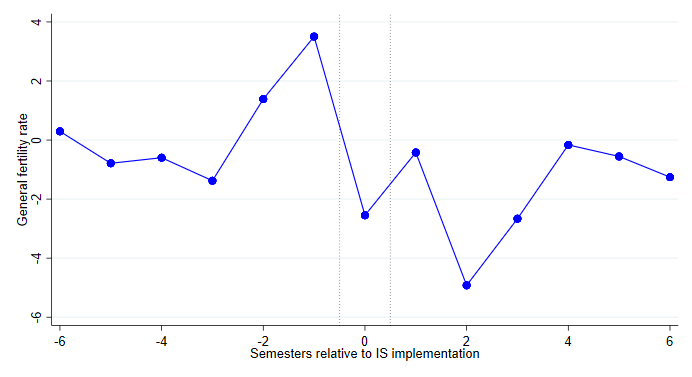 General fertility rate
4
2
0
-2
-4
-6
-6 -4 -2 0 2 4 6
Semesters relative to IS implementation